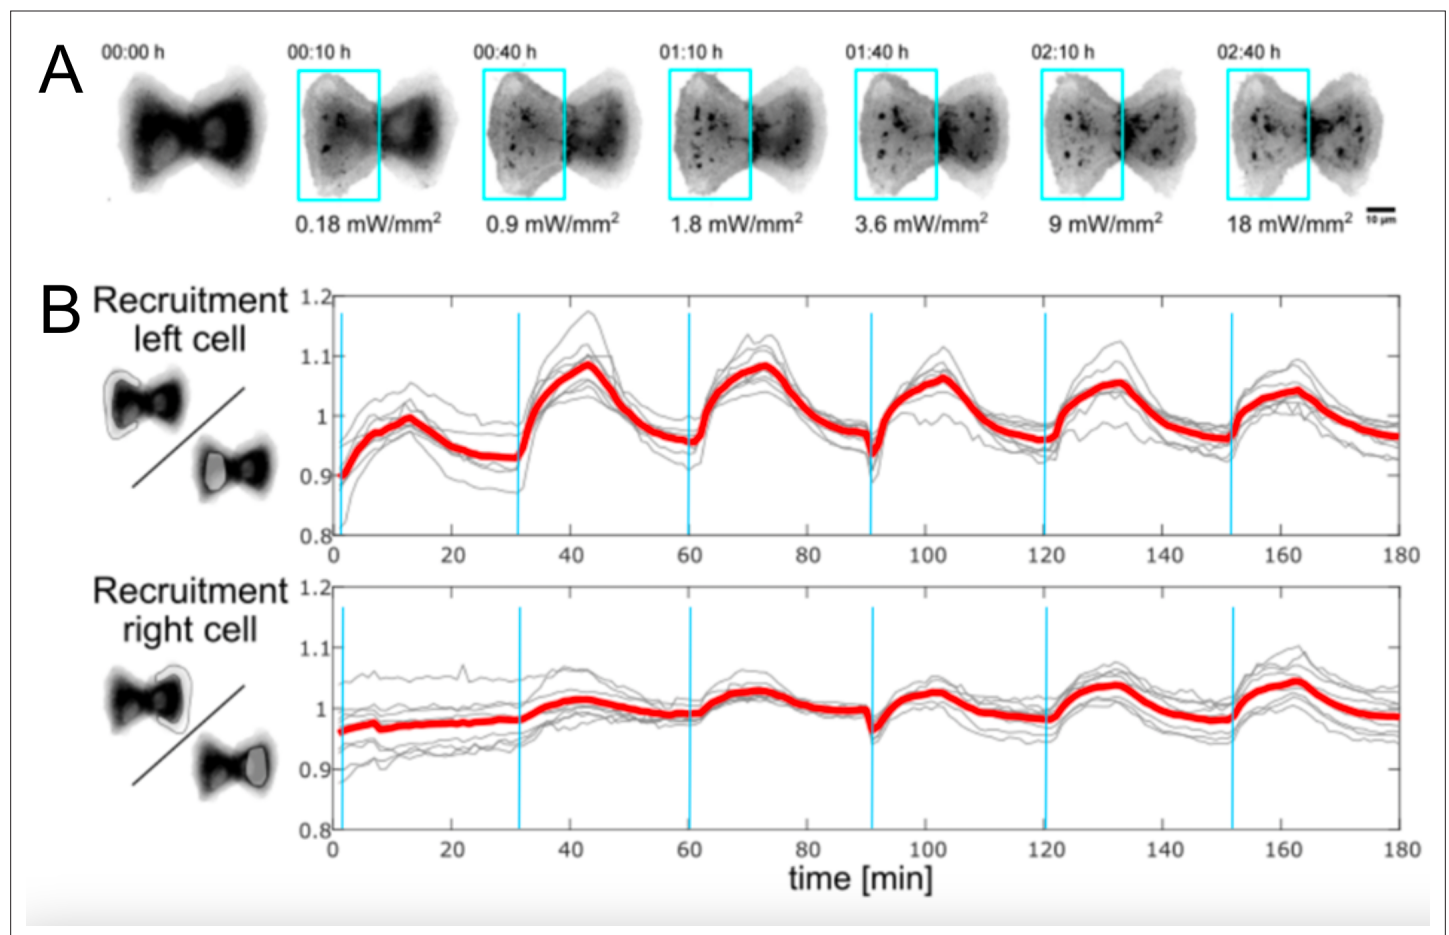 A
00:00 h
00:10 h
00:40 h
01:10 h
01:40 h
02:10 h
02:40 h
0.18 mW/mm²
0.9 mW/mm²
1.8 mW/mm²
3.6 mW/mm²
9 mW/mm²
18 mW/mm²
10 µm
B
Recruitment
left cell
1.2
1.1
1
0.9
0.8
0
20
40
60
80
100
120
140
160
180
Recruitment
right cell
1.2
1.1
1
0.9
0.8
0
20
40
60
80
100
120
140
160
180
time [min]